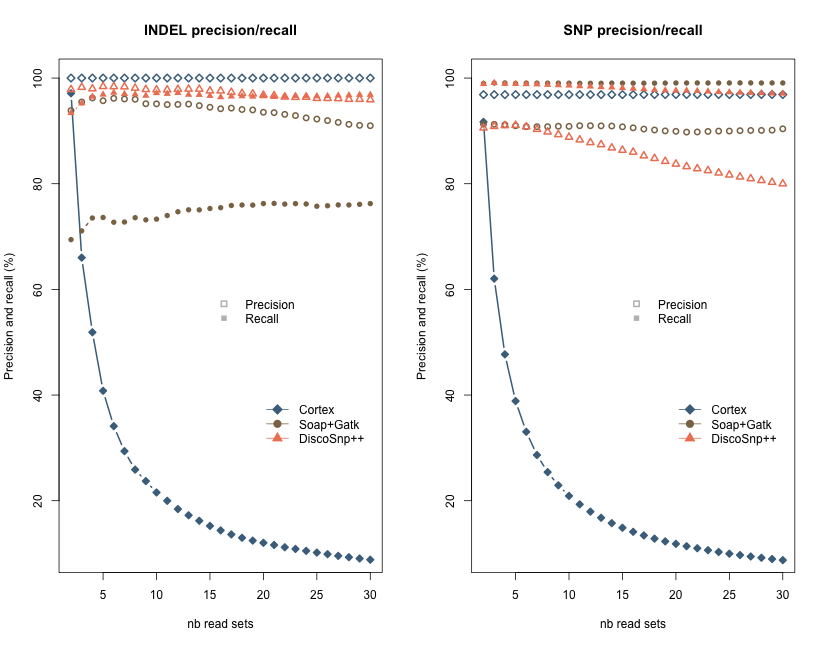 INDEL precision/recall
Precision and recall (%)
100
80
60
40
20
Precision
Recall
Cortex
Soap+Gatk
DiscoSnp++
5
10
15
20
25
30
nb read sets
SNP precision/recall
Precision and recall (%)
100
80
60
40
20
Precision
Recall
Cortex
Soap+Gatk
DiscoSnp++
5
10
15
20
25
30
nb read sets